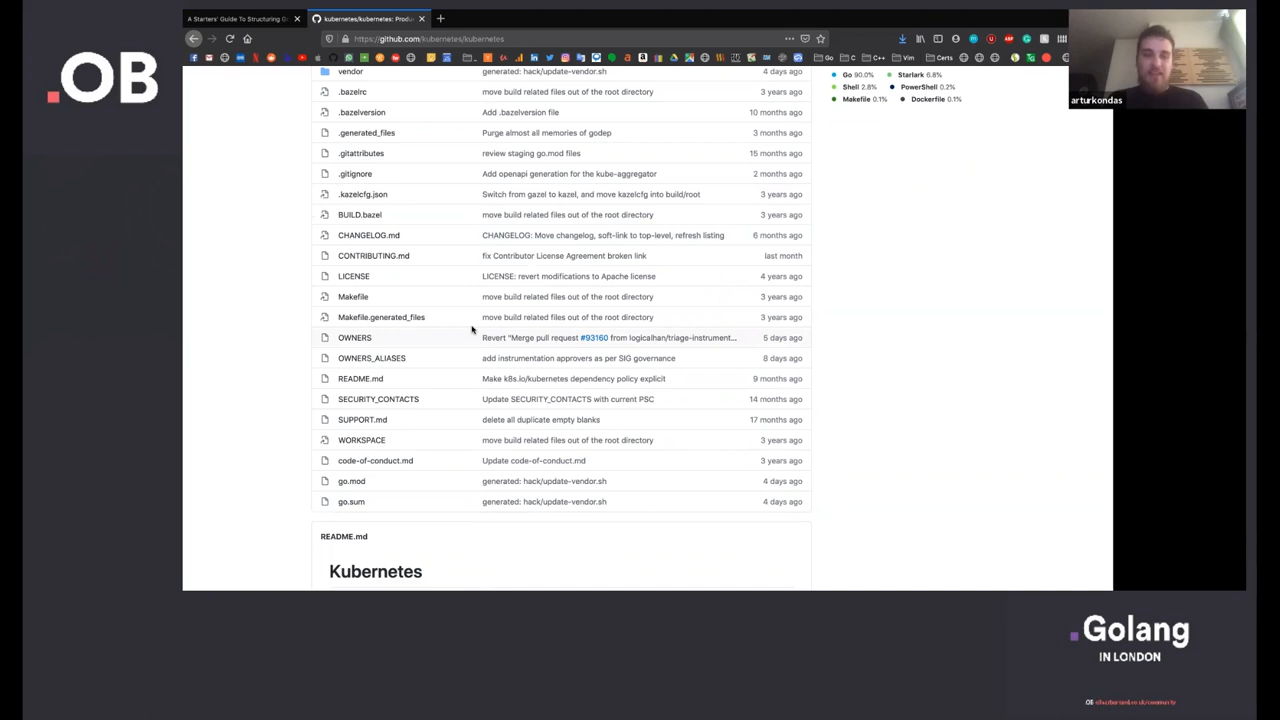 .OB
A Starters' Guide To Structuring Go
kubernetes/kubernetes: Produ
https://github.com/kubernetes/kubernetes
Go
C
C++
Vim
Certs
arturkondas
vendor generated: hack/update-vendor.sh 4 days ago
.bazelrc move build related files out of the root directory 3 years ago
.bazelversion Add .bazelversion file 10 months ago
.generated_files Purge almost all memories of godep 3 months ago
.gitattributes review staging go.mod files 15 months ago
.gitignore Add openapi generation for the kube-aggregator 2 months ago
.kazelcfg.json Switch from gazel to kazel, and move kazelcfg into build/root 3 years ago
BUILD.bazel move build related files out of the root directory 3 years ago
CHANGELOG.md CHANGELOG: Move changelog, soft-link to top-level, refresh listing 6 months ago
CONTRIBUTING.md fix Contributor License Agreement broken link last month
LICENSE LICENSE: revert modifications to Apache license 4 years ago
Makefile move build related files out of the root directory 3 years ago
Makefile.generated_files move build related files out of the root directory 3 years ago
OWNERS Revert "Merge pull request #93160 from logicalhan/triage-instrument... 5 days ago
OWNERS_ALIASES add instrumentation approvers as per SIG governance 8 days ago
README.md Make k8s.io/kubernetes dependency policy explicit 9 months ago
SECURITY_CONTACTS Update SECURITY_CONTACTS with current PSC 14 months ago
SUPPORT.md delete all duplicate empty blanks 17 months ago
WORKSPACE move build related files out of the root directory 3 years ago
code-of-conduct.md Update code-of-conduct.md 3 years ago
go.mod generated: hack/update-vendor.sh 4 days ago
go.sum generated: hack/update-vendor.sh 4 days ago
Go 90.0% Starlark 6.8%
Shell 2.8% PowerShell 0.2%
Makefile 0.1% Dockerfile 0.1%
README.md
Kubernetes
.Golang
IN LONDON
OB